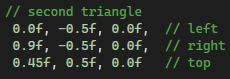 // second triangle
0.0f, -0.5f, 0.0f,  // left
0.9f, -0.5f, 0.0f,  // right
0.45f, 0.5f, 0.0f   // top